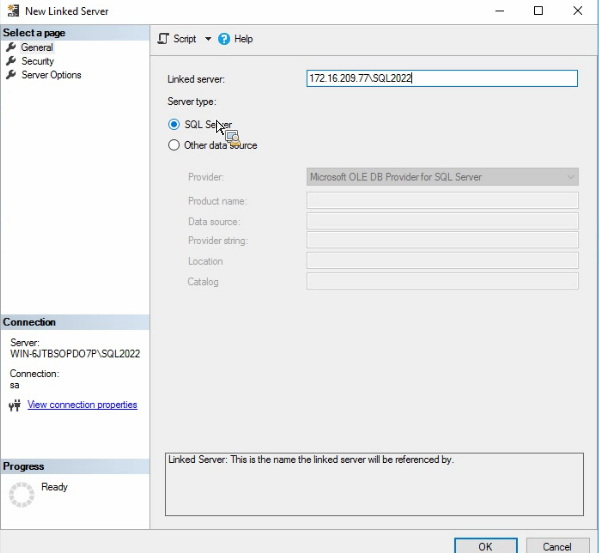 New Linked Server
Select a page
General
Security
Server Options
Script
Help
Linked server:
172.16.209.77\SQL2022
Server type:
SQL Server
Other data source
Provider:
Microsoft OLE DB Provider for SQL Server
Product name:
Data source:
Provider string:
Location
Catalog
Connection
Server:
WIN-6JTBSOPDO7P\SQL2022
Connection:
sa
View connection properties
Progress
Ready
Linked Server: This is the name the linked server will be referenced by.
OK
Cancel